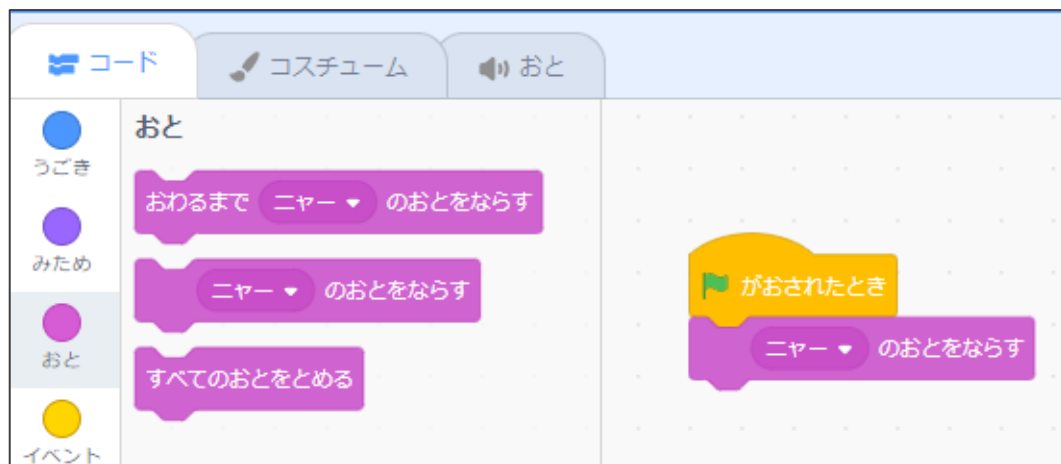 コード
コスチューム
おと
うごき
みため
おと
イベント
おと
おわるまで ニャー のおとをならす
ニャー のおとをならす
すべてのおとをとめる
がおされたとき
ニャー のおとをならす